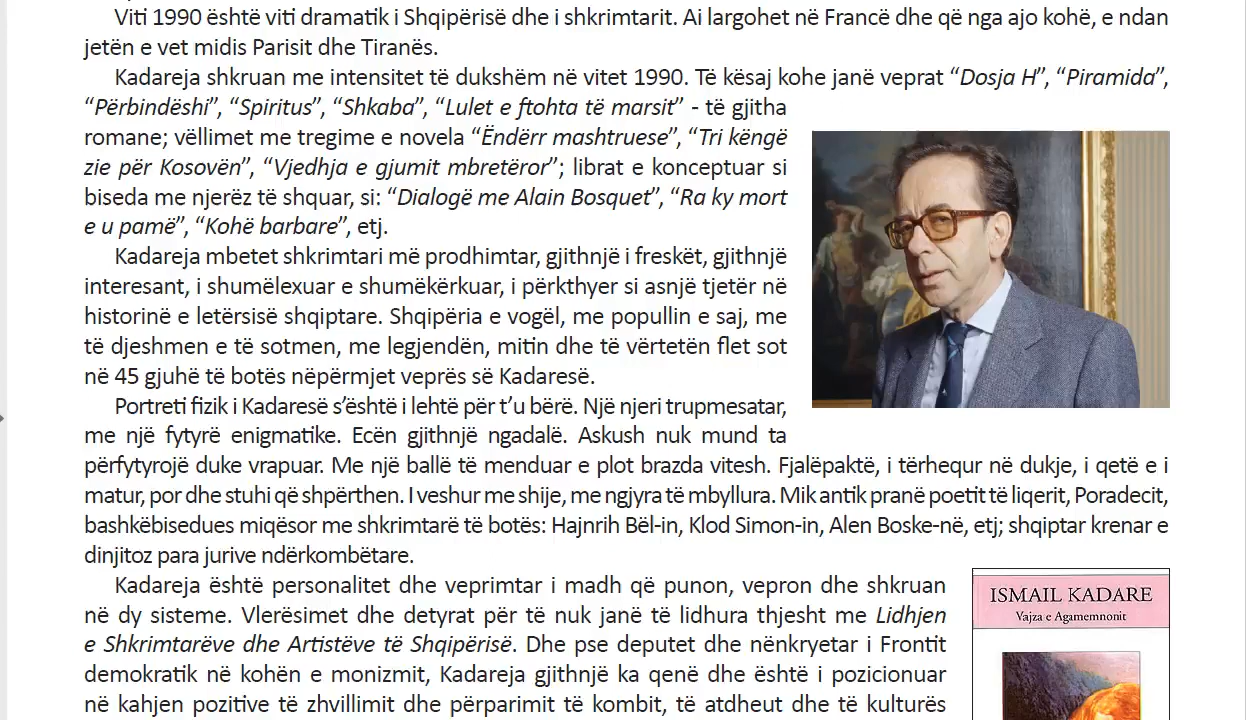 Viti 1990 është viti dramatik i Shqipërisë dhe i shkrimtarit. Ai largohet në Francë dhe që nga ajo kohë, e ndan
jetën e vet midis Parisit dhe Tiranës.
Kadareja shkruan me intensitet të dukshëm në vitet 1990. Të kësaj kohe janë veprat “Dosja H”, “Piramida”,
“Përbindëshi”, “Spiritus”, “Shkaba”, “Lulet e ftohta të marsit” - të gjitha
romane; vëllimet me tregime e novela “Ëndërr mashtruese”, “Tri këngë
zie për Kosovën”, “Vjedhja e gjumit mbretëror”; librat e konceptuar si
biseda me njerëz të shquar, si: “Dialogë me Alain Bosquet”, “Ra ky mort
e u pamë”, “Kohë barbare”, etj.
Kadareja mbetet shkrimtari më prodhimtar, gjithnjë i freskët, gjithnjë
interesant, i shumëlexuar e shumëkërkuar, i përkthyer si asnjë tjetër në
historinë e letërsisë shqiptare. Shqipëria e vogël, me popullin e saj, me
të djeshmen e të sotmen, me legjendën, mitin dhe të vërtetën flet sot
në 45 gjuhë të botës nëpërmjet veprës së Kadaresë.
Portreti fizik i Kadaresë s’është i lehtë për t’u bërë. Një njeri trupmesatar,
me një fytyrë enigmatike. Ecën gjithnjë ngadalë. Askush nuk mund ta
përfytyrojë duke vrapuar. Me një ballë të menduar e plot brazda vitesh. Fjalëpaktë, i tërhequr në dukje, i qetë e i
matur, por dhe stuhi që shpërthen. I veshur me shije, me ngjyra të mbyllura. Mik antik pranë poetit të liqerit, Poradecit,
bashkëbisedues miqësor me shkrimtarë të botës: Hajnrih Bël-in, Klod Simon-in, Alen Boske-në, etj; shqiptar krenar e
dinjitoz para jurive ndërkombëtare.
Kadareja është personalitet dhe veprimtar i madh që punon, vepron dhe shkruan
në dy sisteme. Vlerësimet dhe detyrat për të nuk janë të lidhura thjesht me Lidhjen
e Shkrimtarëve dhe Artistëve të Shqipërisë. Dhe pse deputet dhe nënkryetar i Frontit
demokratik në kohën e monizmit, Kadareja gjithnjë ka qenë dhe është i pozicionuar
në kahjen pozitive të zhvillimit dhe përparimit të kombit, të atdheut dhe të kulturës
ISMAIL KADARE
Vajza e Agamemnonit